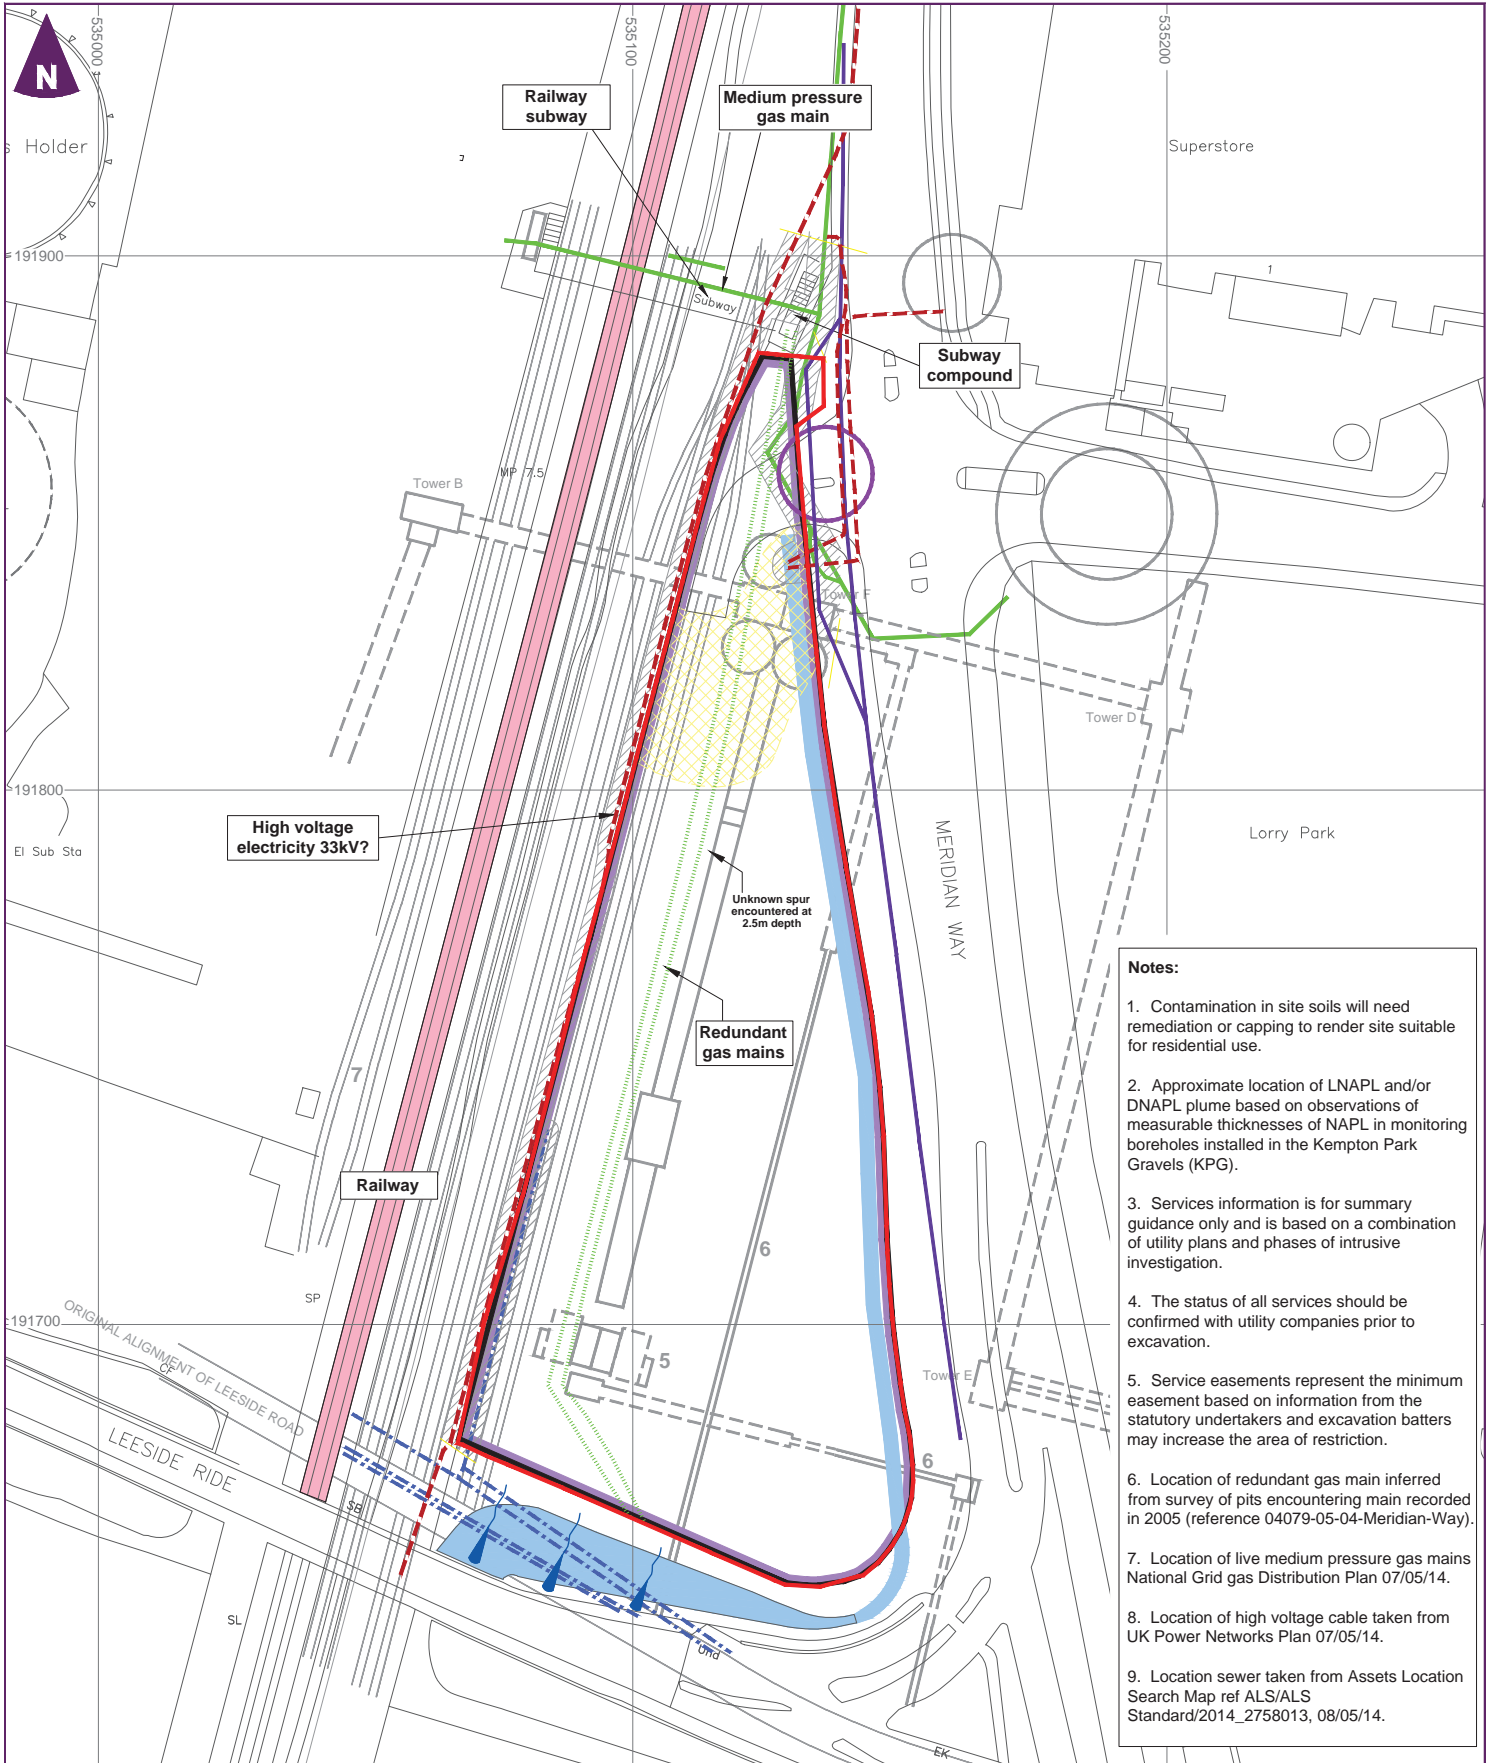 535000
535100
535200
N
Railway
subway
Medium pressure
gas main
s Holder
Superstore
191900
1
Subway
Subway
compound
MP 7.5
Tower B
Tower F
Tower D
191800
High voltage
electricity 33kV?
El Sub Sta
Lorry Park
MERIDIAN WAY
Unknown spur
encountered at
2.5m depth
Redundant
gas mains
7
Railway
6
SP
191700
ORIGINAL ALIGNMENT OF LEESIDE ROAD
CF
5
Tower E
LEESIDE RIDE
6
SB
SL
Und
EK
Notes:
1. Contamination in site soils will need
remediation or capping to render site suitable
for residential use.
2. Approximate location of LNAPL and/or
DNAPL plume based on observations of
measurable thicknesses of NAPL in monitoring
boreholes installed in the Kempton Park
Gravels (KPG).
3. Services information is for summary
guidance only and is based on a combination
of utility plans and phases of intrusive
investigation.
4. The status of all services should be
confirmed with utility companies prior to
excavation.
5. Service easements represent the minimum
easement based on information from the
statutory undertakers and excavation batters
may increase the area of restriction.
6. Location of redundant gas main inferred
from survey of pits encountering main recorded
in 2005 (reference 04079-05-04-Meridian-Way).
7. Location of live medium pressure gas mains
National Grid gas Distribution Plan 07/05/14.
8. Location of high voltage cable taken from
UK Power Networks Plan 07/05/14.
9. Location sewer taken from Assets Location
Search Map ref ALS/ALS
Standard/2014_2758013, 08/05/14.